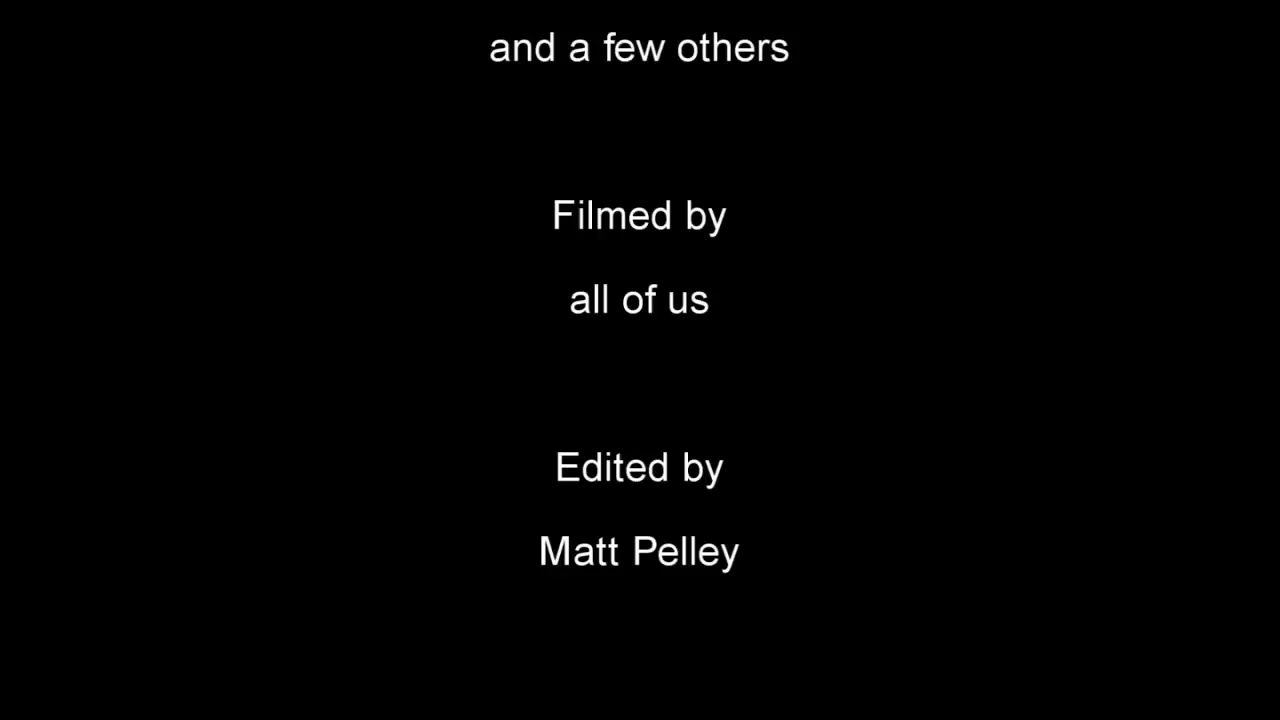 and a few others
Filmed by
all of us
Edited by
Matt Pelley